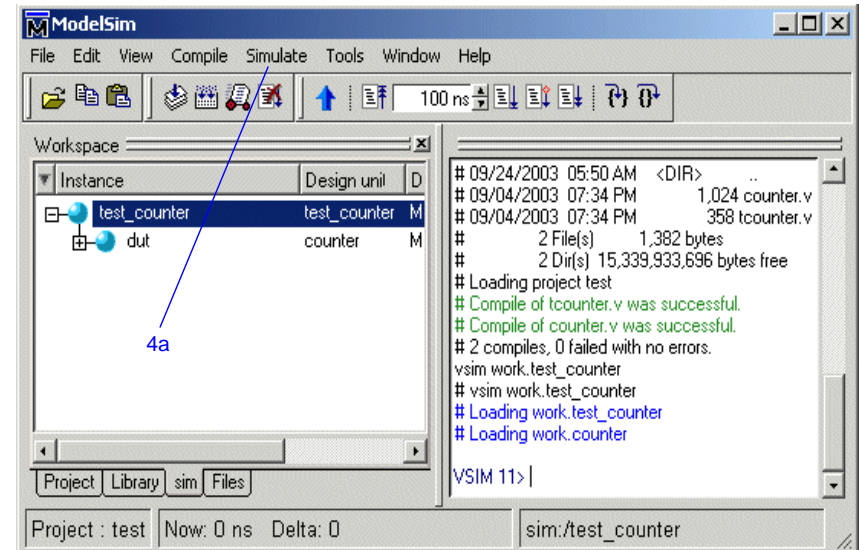 ModelSim
File Edit View Compile Simulate Tools Window Help
100 ns
Workspace
Instance Design unit D
test_counter test_counter M
dut counter M
4a
Project Library sim Files
# 09/24/2003 05:50 AM <DIR> ..
# 09/04/2003 07:34 PM 1,024 counter.v
# 09/04/2003 07:34 PM 358 tcounter.v
# 2 File(s) 1,382 bytes
# 2 Dir(s) 15,339,933,696 bytes free
# Loading project test
# Compile of tcounter.v was successful.
# Compile of counter.v was successful.
# 2 compiles, 0 failed with no errors.
vsim work.test_counter
# vsim work.test_counter
# Loading work.test_counter
# Loading work.counter
VSIM 11>
Project : test Now: 0 ns Delta: 0 sim:/test_counter